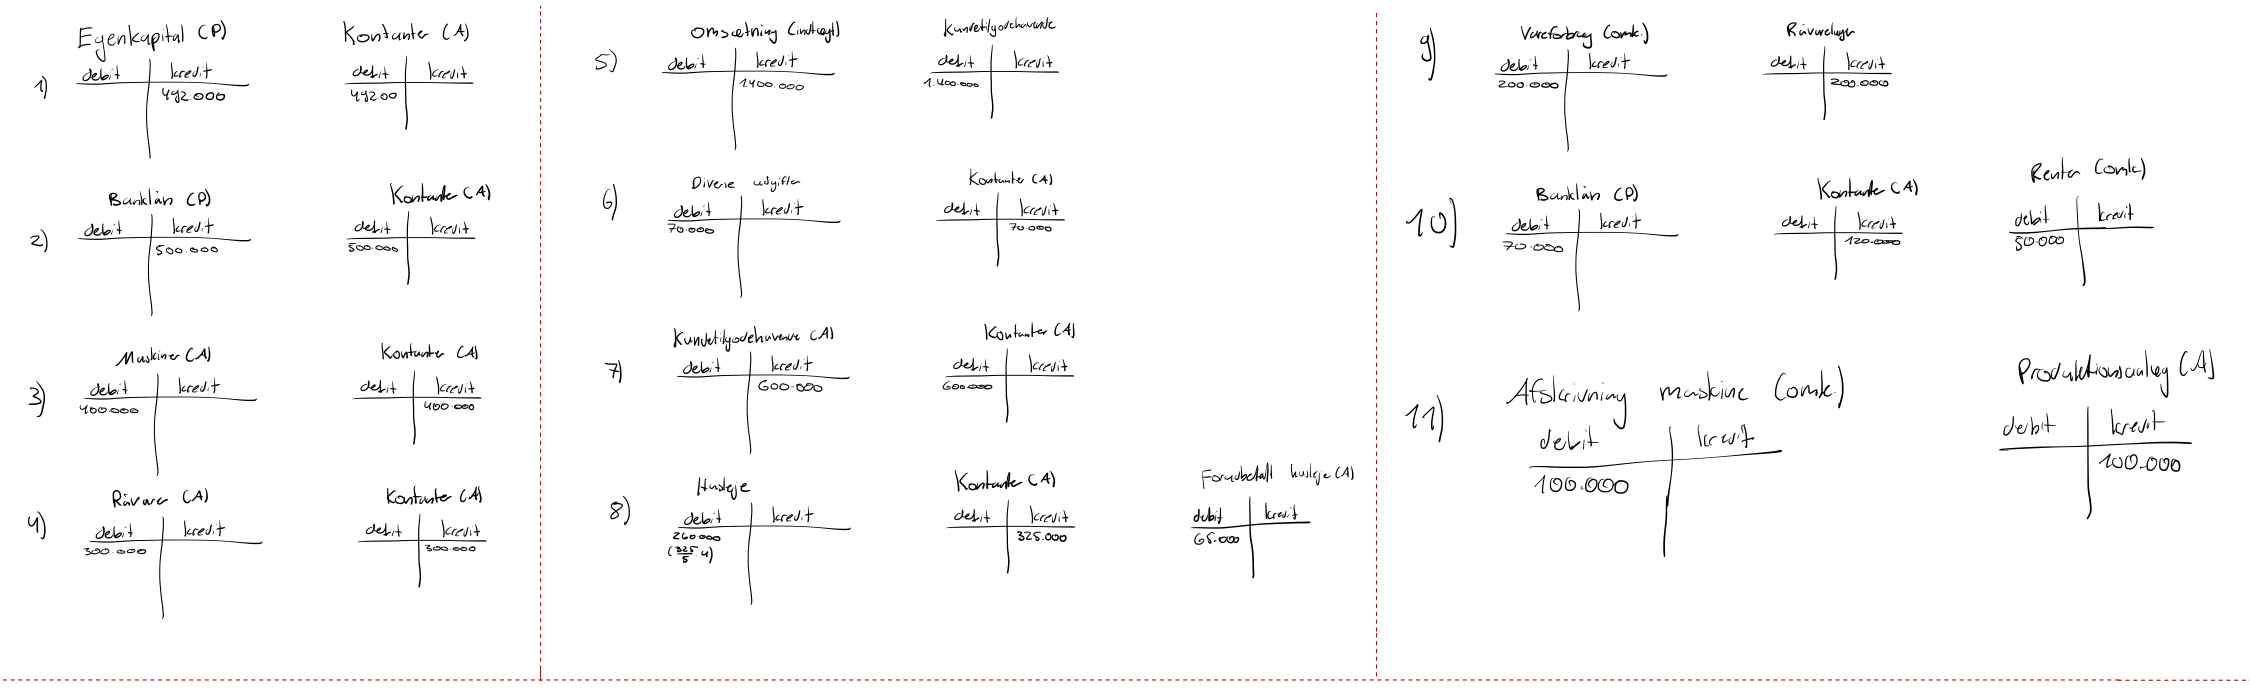 1)
Egenkapital (P)
debit kredit
492.000
Kontanter (A)
debit kredit
492.00
2)
Banklån (P)
debit kredit
500.000
Kontanter (A)
debit kredit
500.000
3)
Maskiner (A)
debit kredit
400.000
Kontanter (A)
debit kredit
400.000
4)
Råvarer (A)
debit kredit
300.000
Kontanter (A)
debit kredit
300.000
5)
Omsætning (indtægt)
debit kredit
1.400.000
Kundetilgodehavende
debit kredit
1.400.000
6)
Diverse udgifter
debit kredit
70.000
Kontanter (A)
debit kredit
70.000
7)
Kundetilgodehavende (A)
debit kredit
600.000
Kontanter (A)
debit kredit
600.000
8)
Husleje
debit kredit
260.000
(325/5 · 4)
Kontanter (A)
debit kredit
325.000
Forudbetalt husleje (A)
debit kredit
65.000
9)
Vareforbrug (omk.)
debit kredit
200.000
Råvarelager
debit kredit
200.000
10)
Banklån (P)
debit kredit
70.000
Kontanter (A)
debit kredit
120.000
Renter (omk.)
debit kredit
50.000
11)
Afskrivning maskine (omk.)
debit kredit
100.000
Produktionsanlæg (A)
debit kredit
100.000